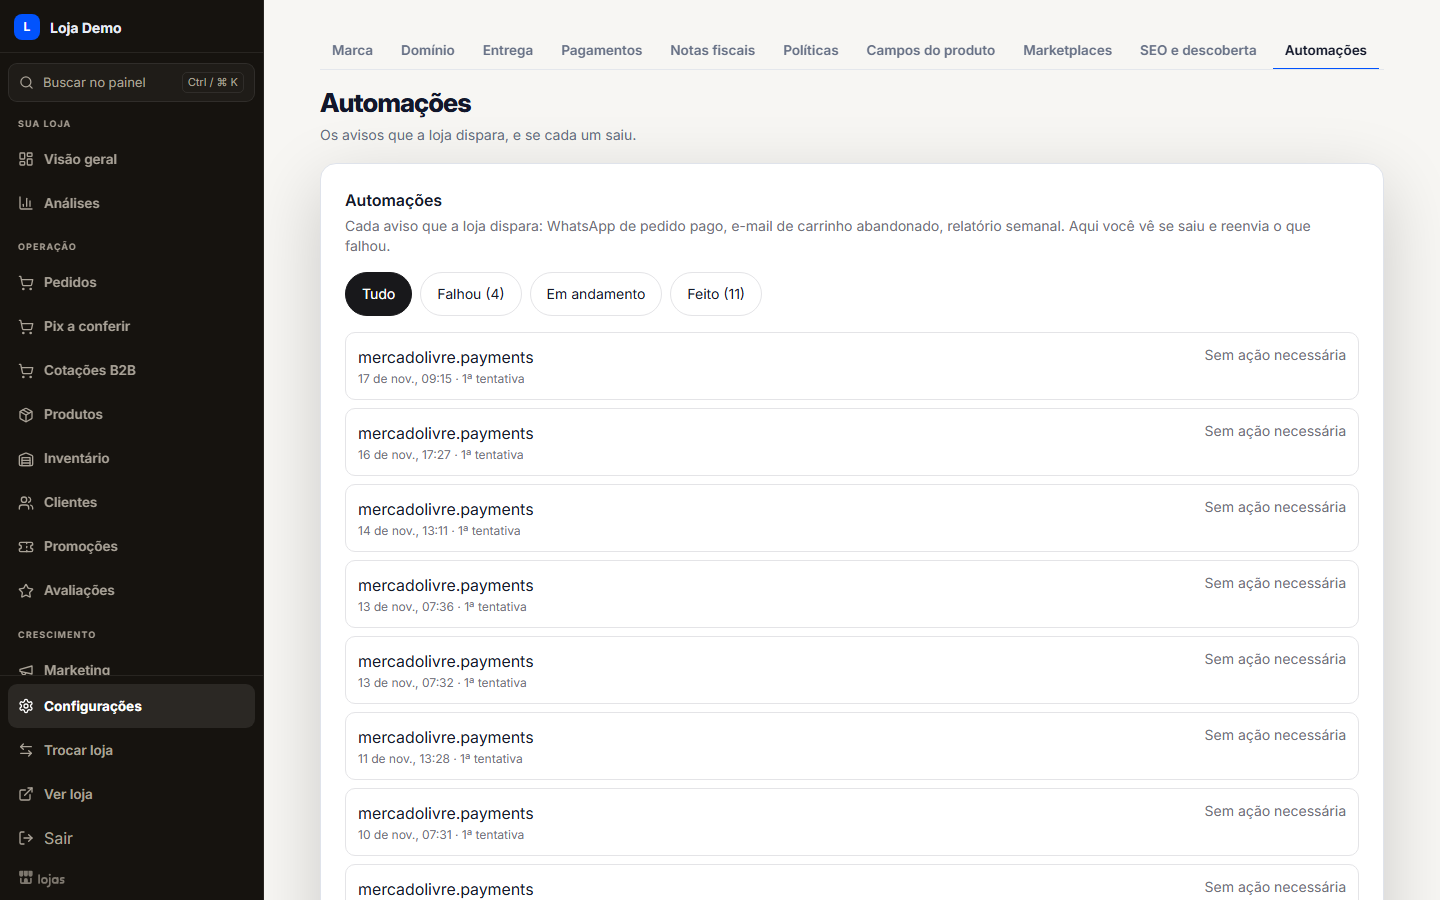 L Loja Demo
Buscar no painel Ctrl / ⌘ K
SUA LOJA
Visão geral
Análises
OPERAÇÃO
Pedidos
Pix a conferir
Cotações B2B
Produtos
Inventário
Clientes
Promoções
Avaliações
CRESCIMENTO
Marketing
Configurações
Trocar loja
Ver loja
Sair
lojas
Marca Domínio Entrega Pagamentos Notas fiscais Políticas Campos do produto Marketplaces SEO e descoberta Automações
Automações
Os avisos que a loja dispara, e se cada um saiu.
Automações
Cada aviso que a loja dispara: WhatsApp de pedido pago, e-mail de carrinho abandonado, relatório semanal. Aqui você vê se saiu e reenvia o que
falhou.
Tudo Falhou (4) Em andamento Feito (11)
mercadolivre.payments Sem ação necessária
17 de nov., 09:15 · 1ª tentativa
mercadolivre.payments Sem ação necessária
16 de nov., 17:27 · 1ª tentativa
mercadolivre.payments Sem ação necessária
14 de nov., 13:11 · 1ª tentativa
mercadolivre.payments Sem ação necessária
13 de nov., 07:36 · 1ª tentativa
mercadolivre.payments Sem ação necessária
13 de nov., 07:32 · 1ª tentativa
mercadolivre.payments Sem ação necessária
11 de nov., 13:28 · 1ª tentativa
mercadolivre.payments Sem ação necessária
10 de nov., 07:31 · 1ª tentativa
mercadolivre.payments Sem ação necessária